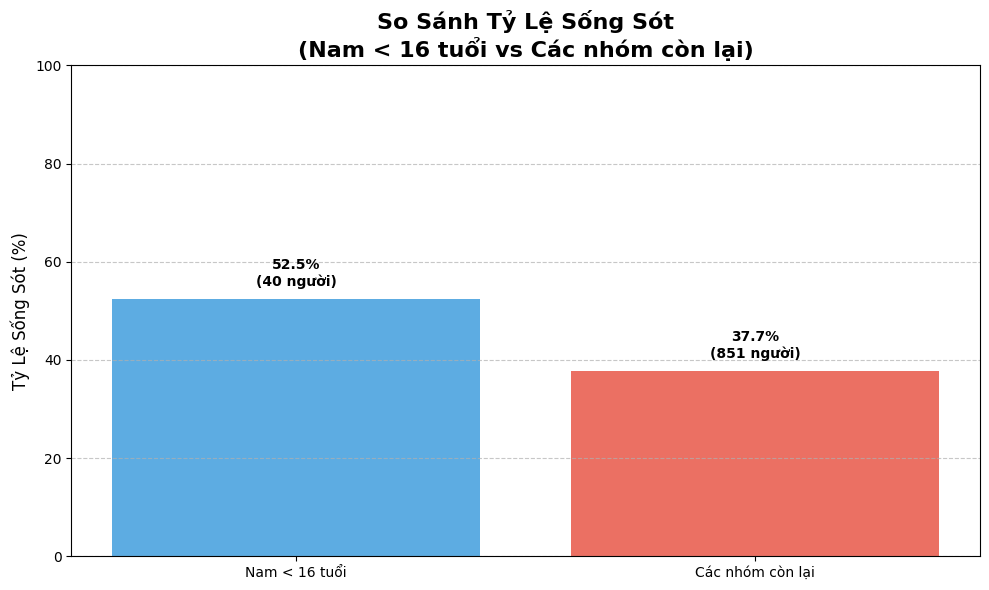 So Sánh Tỷ Lệ Sống Sót
(Nam < 16 tuổi vs Các nhóm còn lại)
Tỷ Lệ Sống Sót (%)
100
80
60
40
20
0
52.5%
(40 người)
37.7%
(851 người)
Nam < 16 tuổi
Các nhóm còn lại